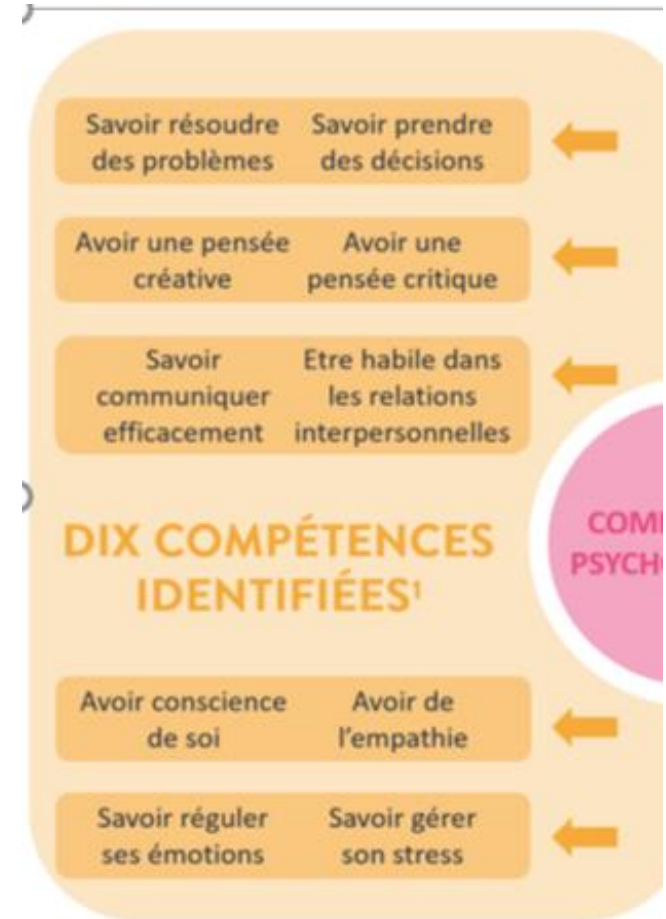 Savoir résoudre
des problèmes
Savoir prendre
des décisions
Avoir une pensée
créative
Avoir une
pensée critique
Savoir
communiquer
efficacement
Etre habile dans
les relations
interpersonnelles
DIX COMPÉTENCES
IDENTIFIÉES¹
Avoir conscience
de soi
Avoir de
l'empathie
Savoir réguler
ses émotions
Savoir gérer
son stress